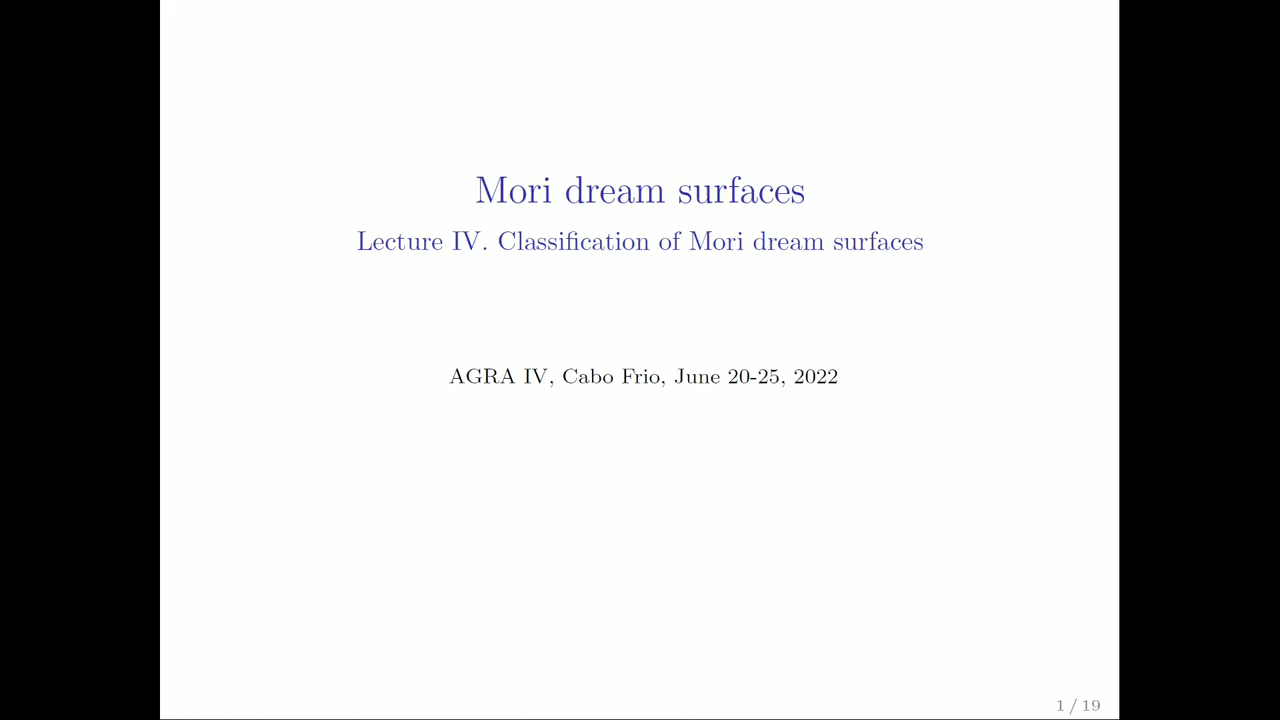 Mori dream surfaces
Lecture IV. Classification of Mori dream surfaces
AGRA IV, Cabo Frio, June 20-25, 2022
1 / 19